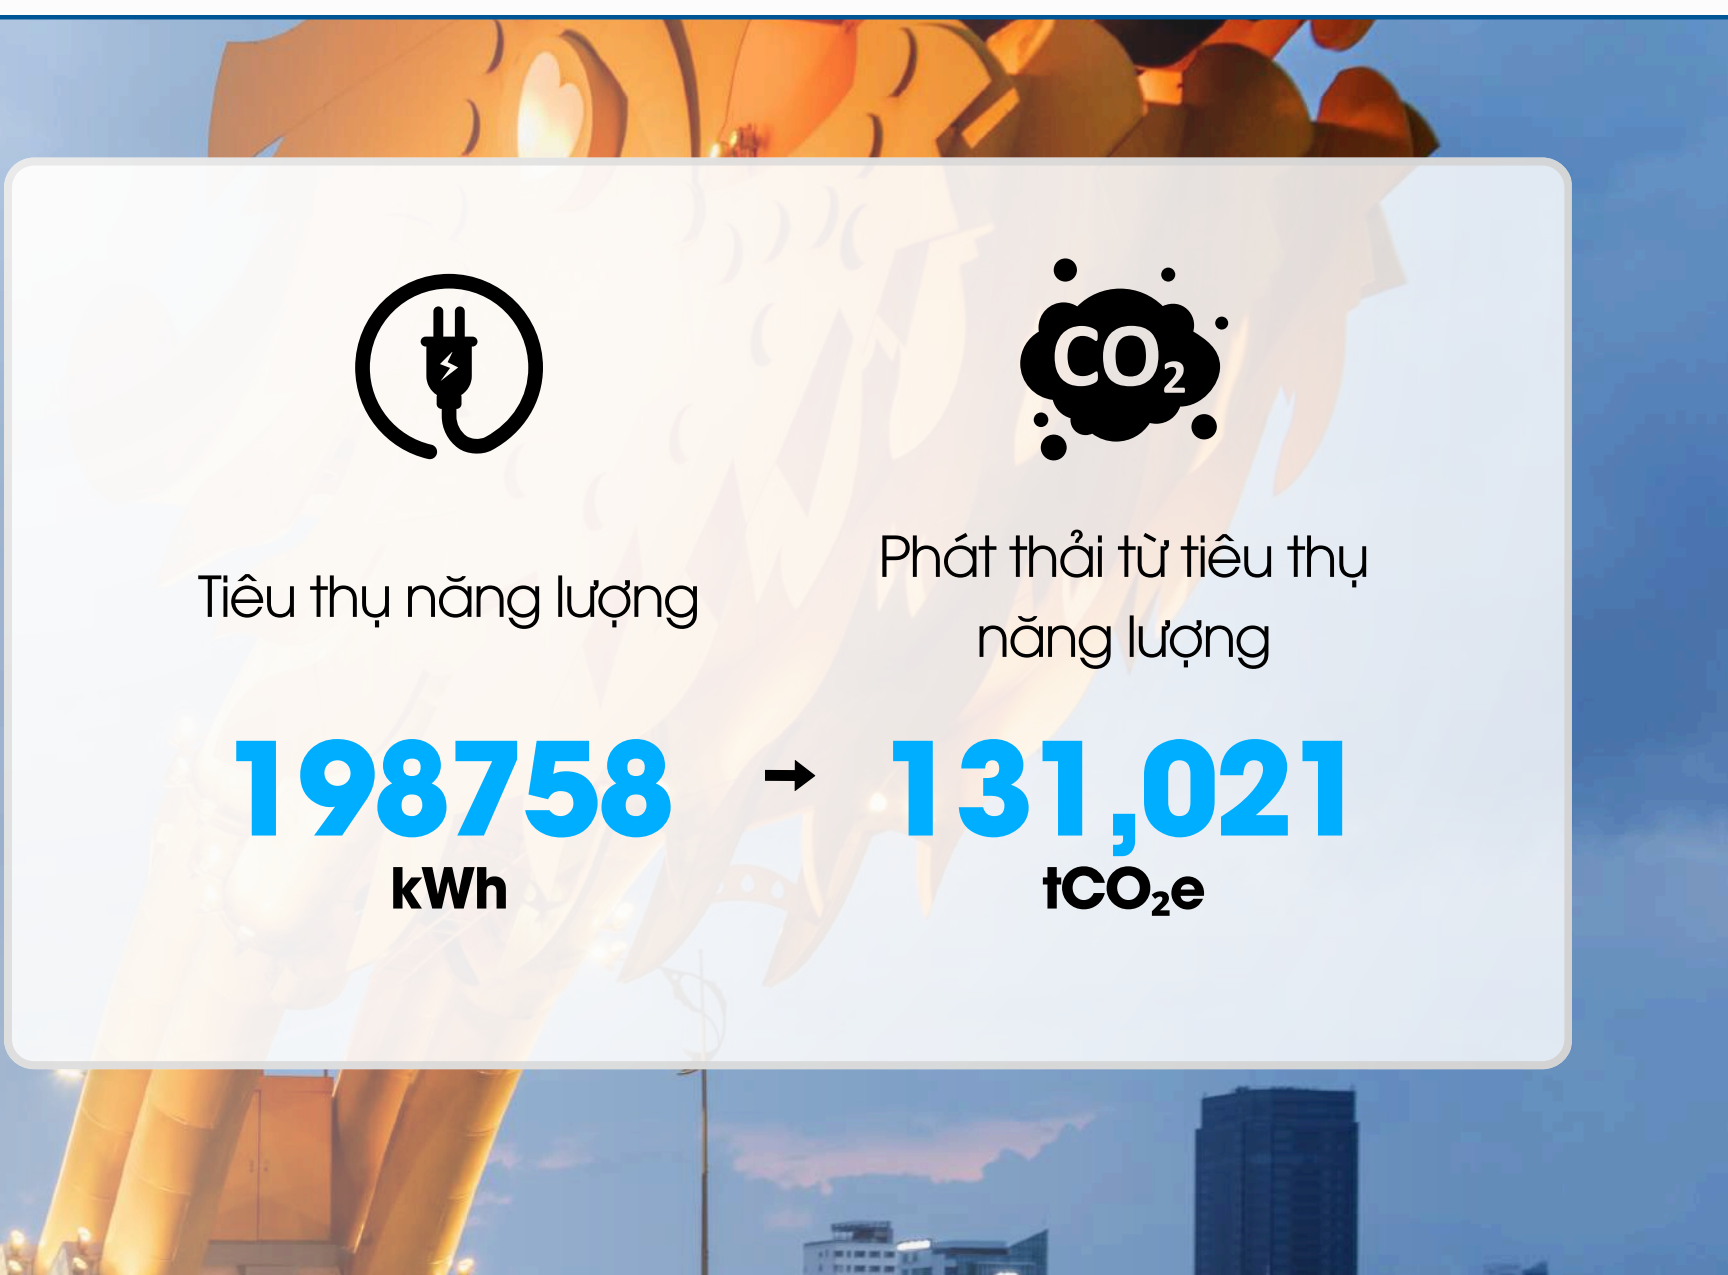 CO₂
Tiêu thụ năng lượng
Phát thải từ tiêu thụ
năng lượng
198758
131,021
kWh
tCO₂e